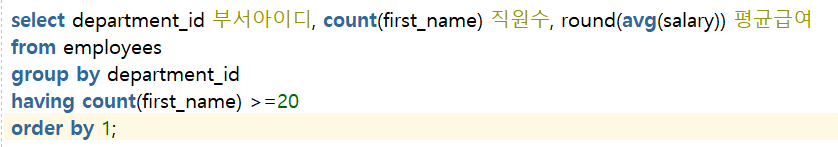 select department_id 부서아이디, count(first_name) 직원수, round(avg(salary)) 평균급여
from employees
group by department_id
having count(first_name) >=20
order by 1;